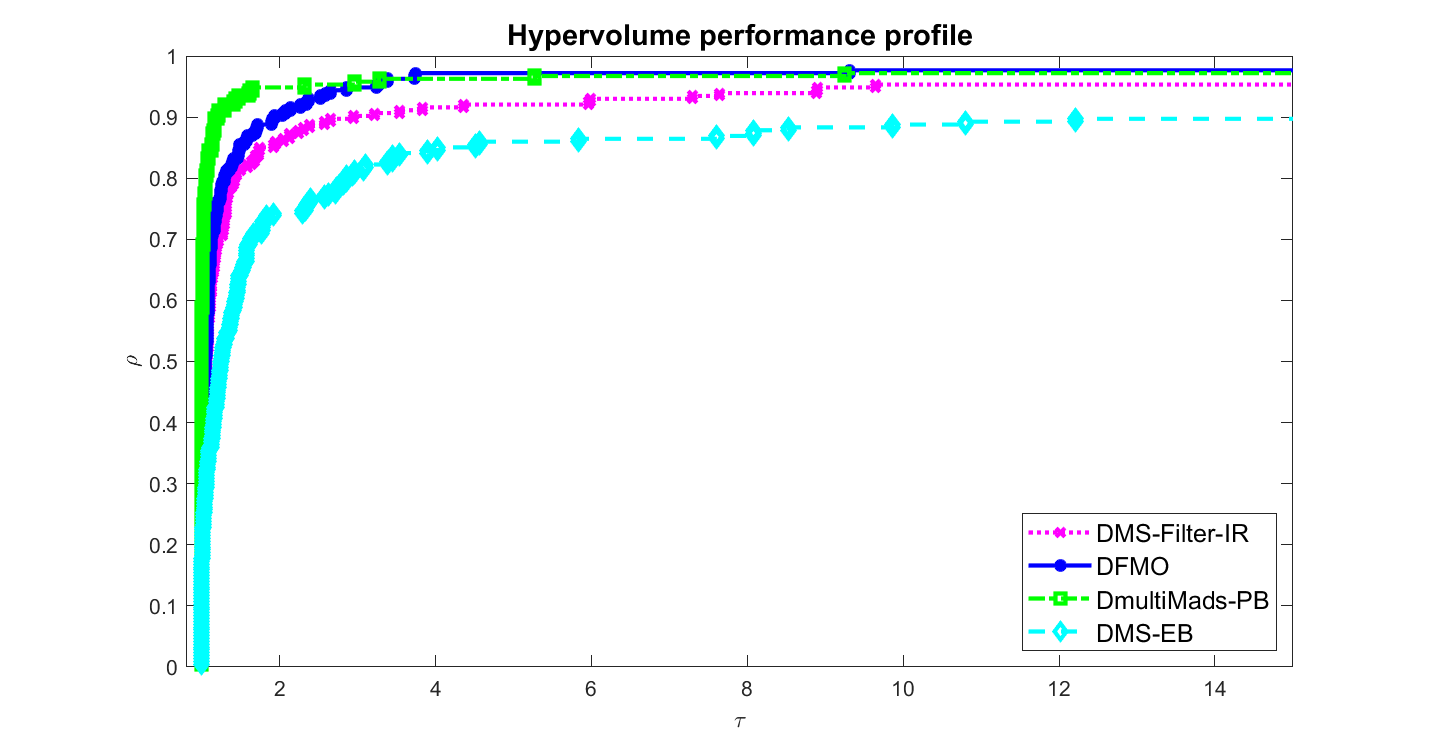 Hypervolume performance profile
1
0.9
0.8
0.7
0.6
0.5
0.4
0.3
0.2
0.1
0
ρ
2 4 6 8 10 12 14
τ
DMS-Filter-IR
DFMO
DmultiMads-PB
DMS-EB